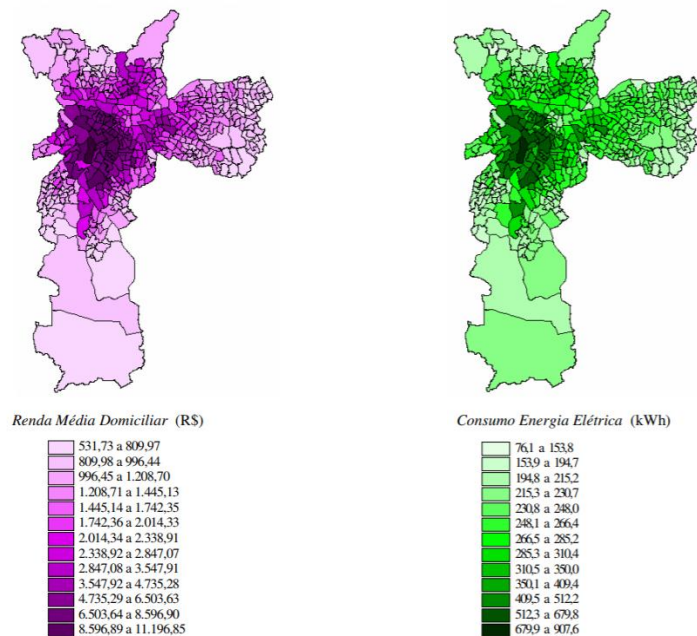 Renda Média Domiciliar (R$)
531,73 a 809,97
809,98 a 996,44
996,45 a 1.208,70
1.208,71 a 1.445,13
1.445,14 a 1.742,35
1.742,36 a 2.014,33
2.014,34 a 2.338,91
2.338,92 a 2.847,07
2.847,08 a 3.547,91
3.547,92 a 4.735,28
4.735,29 a 6.503,63
6.503,64 a 8.596,90
8.596,89 a 11.196,85
Consumo Energia Elétrica (kWh)
76,1 a 153,8
153,9 a 194,7
194,8 a 215,2
215,3 a 230,7
230,8 a 248,0
248,1 a 266,4
266,5 a 285,2
285,3 a 310,4
310,5 a 350,0
350,1 a 409,4
409,5 a 512,2
512,3 a 679,8
679,9 a 907,6